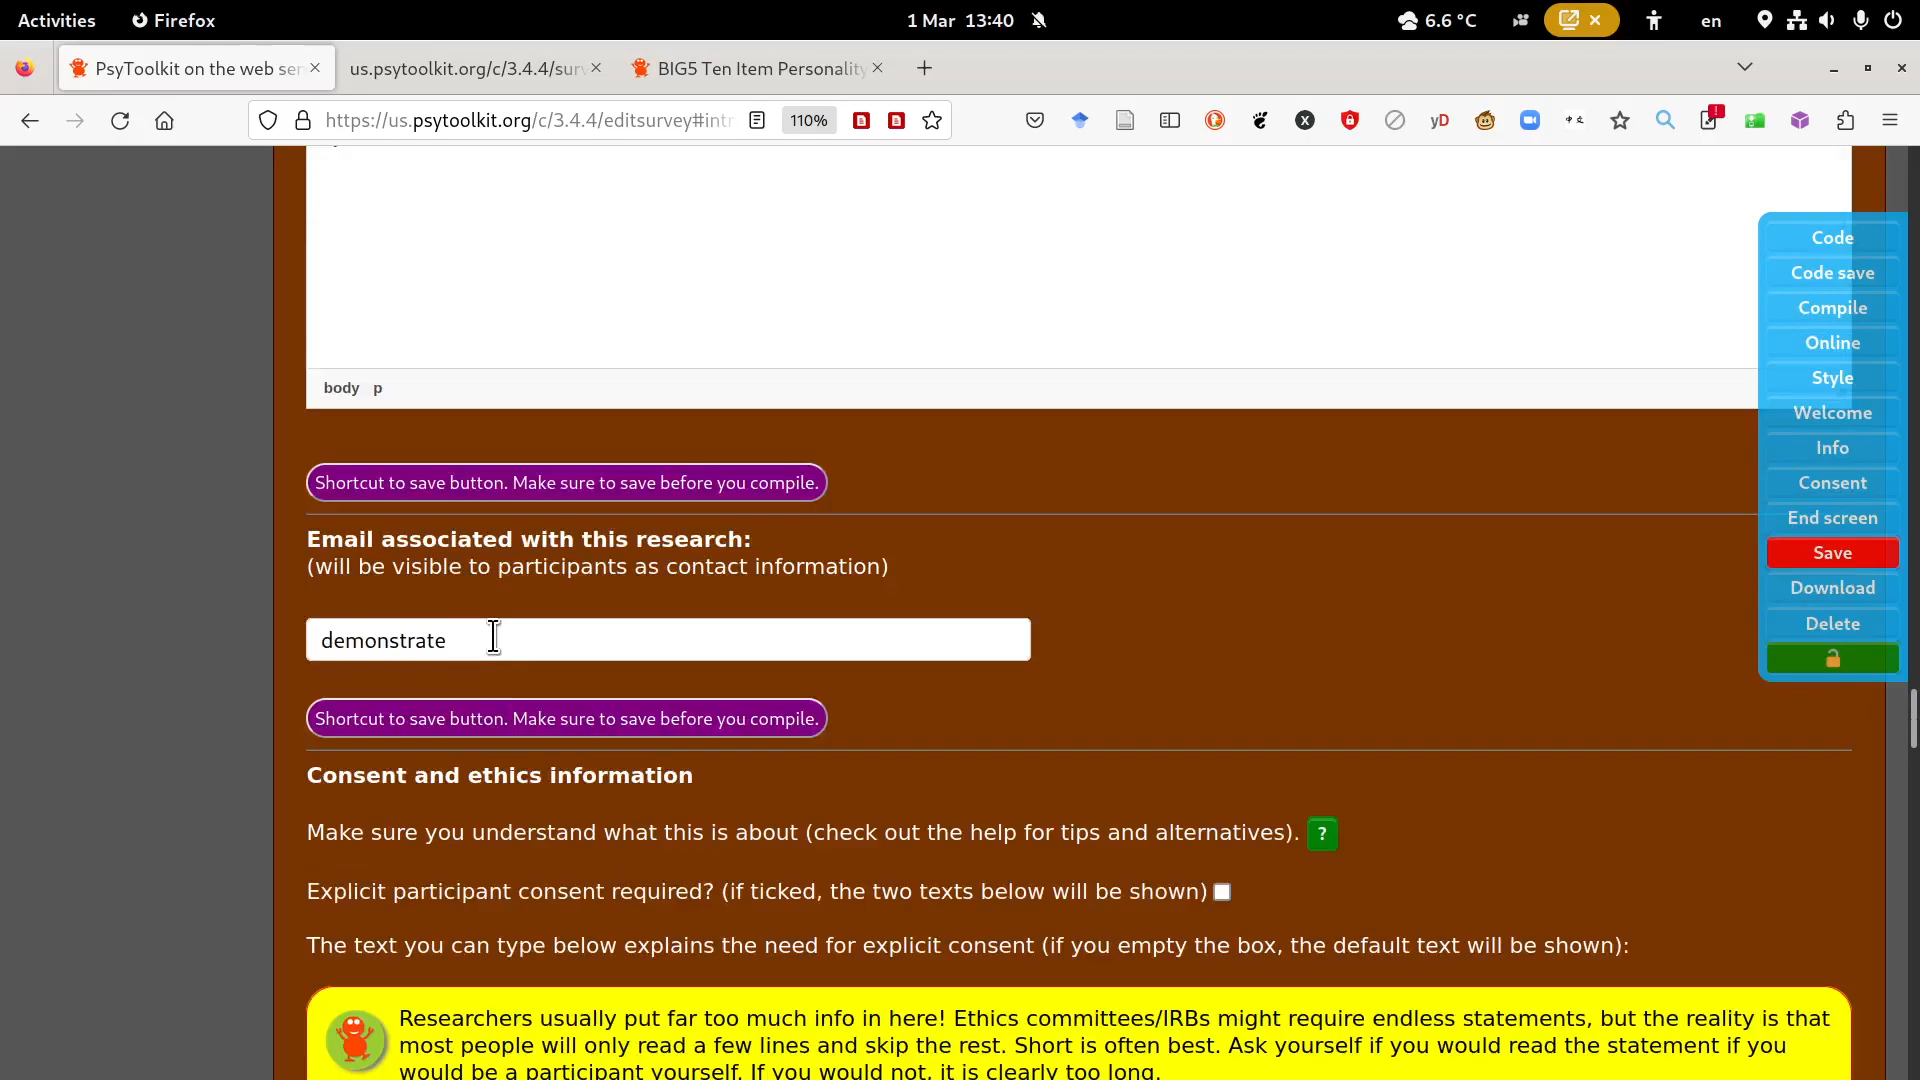 Activities Firefox 1 Mar 13:40 6.6 °C en
PsyToolkit on the web ser us.psytoolkit.org/c/3.4.4/surv BIG5 Ten Item Personality
https://us.psytoolkit.org/c/3.4.4/editsurvey#intr 110% yD
Code
Code save
Compile
Online
Style
body p
Welcome
Info
Shortcut to save button. Make sure to save before you compile.
Consent
End screen
Email associated with this research:
Save
(will be visible to participants as contact information)
Download
Delete
demonstrate
Shortcut to save button. Make sure to save before you compile.
Consent and ethics information
Make sure you understand what this is about (check out the help for tips and alternatives). ?
Explicit participant consent required? (if ticked, the two texts below will be shown)
The text you can type below explains the need for explicit consent (if you empty the box, the default text will be shown):
Researchers usually put far too much info in here! Ethics committees/IRBs might require endless statements, but the reality is that
most people will only read a few lines and skip the rest. Short is often best. Ask yourself if you would read the statement if you
would be a participant yourself. If you would not, it is clearly too long.